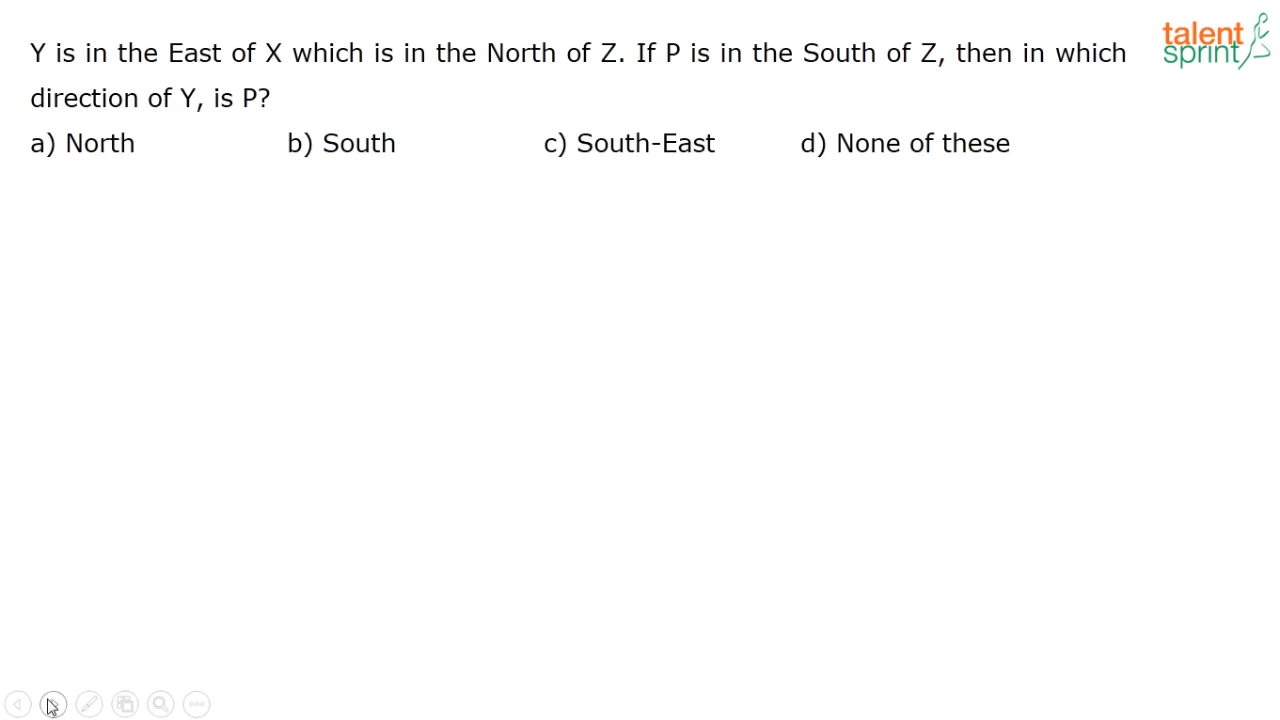 talent
sprint
Y is in the East of X which is in the North of Z. If P is in the South of Z, then in which
direction of Y, is P?
a) North b) South c) South-East d) None of these